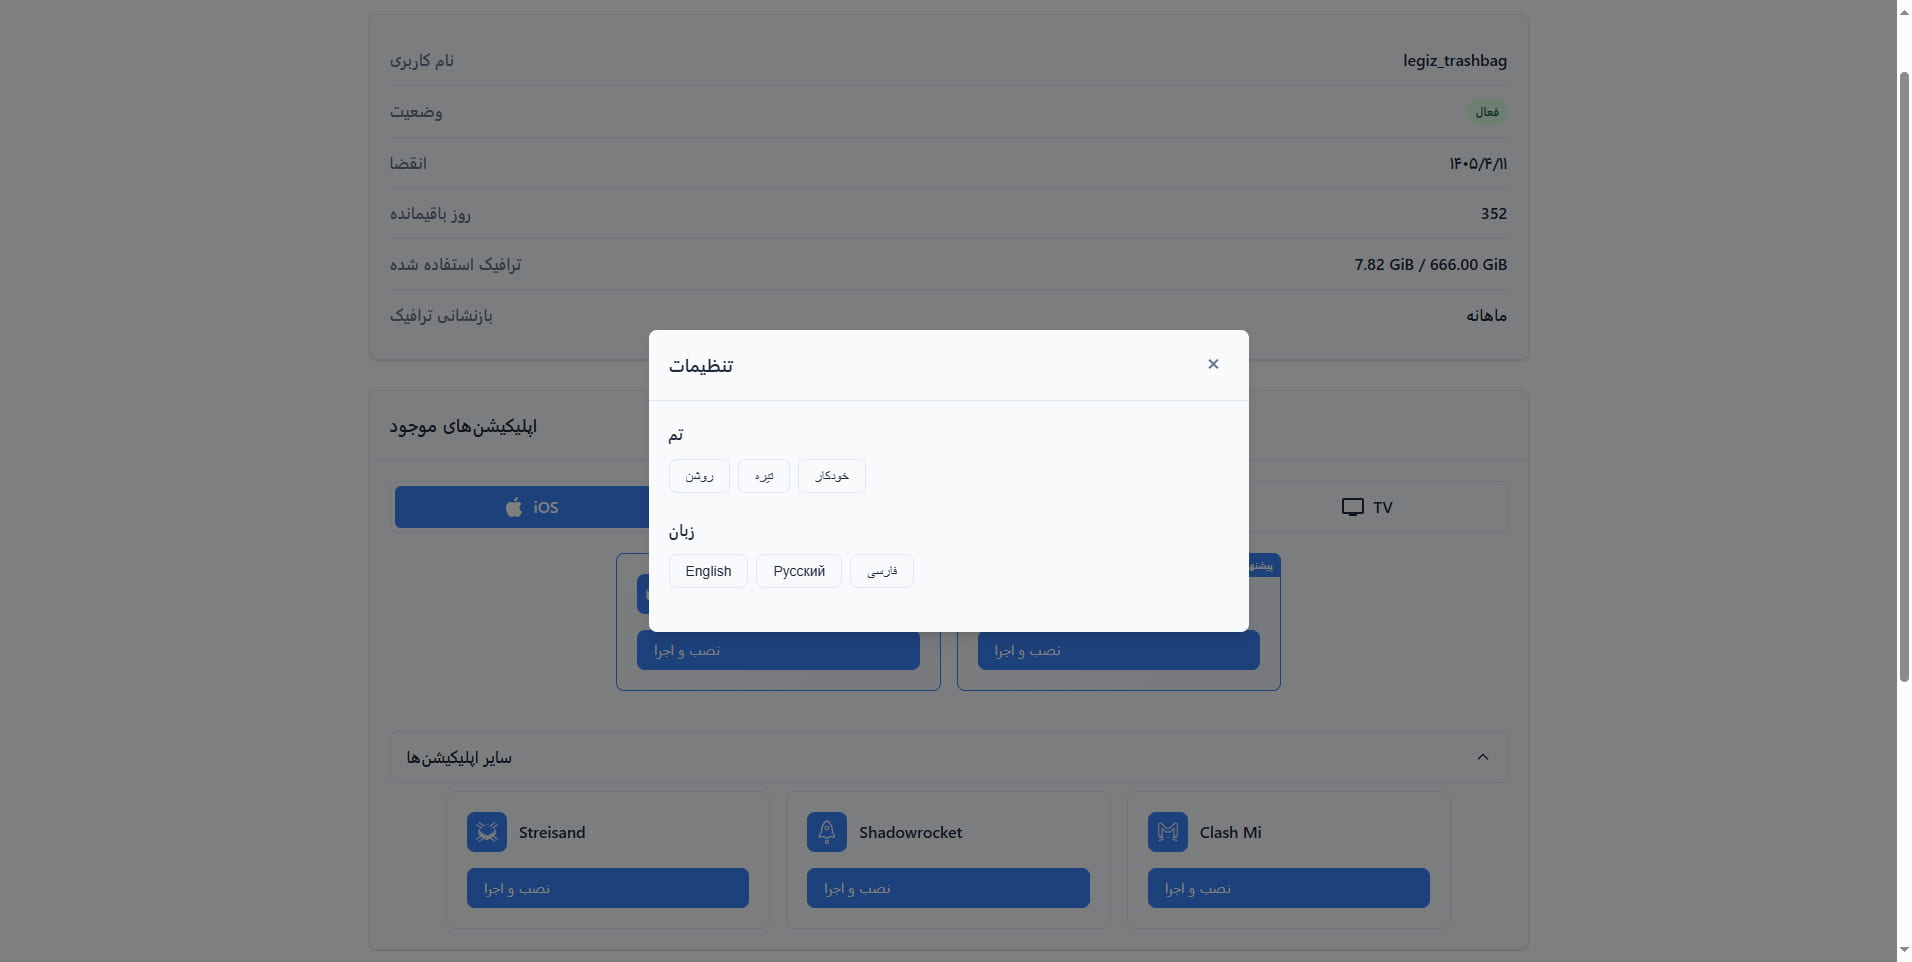 نام کاربری
legiz_trashbag
وضعیت
فعال
انقضا
۱۴۰۵/۴/۱۱
روز باقیمانده
352
ترافیک استفاده شده
7.82 GiB / 666.00 GiB
بازنشانی ترافیک
ماهانه
تنظیمات
×
تم
روشن
تیره
خودکار
زبان
English
Русский
فارسی
اپلیکیشن‌های موجود
iOS
TV
نصب و اجرا
نصب و اجرا
سایر اپلیکیشن‌ها
Streisand
Shadowrocket
Clash Mi
نصب و اجرا
نصب و اجرا
نصب و اجرا